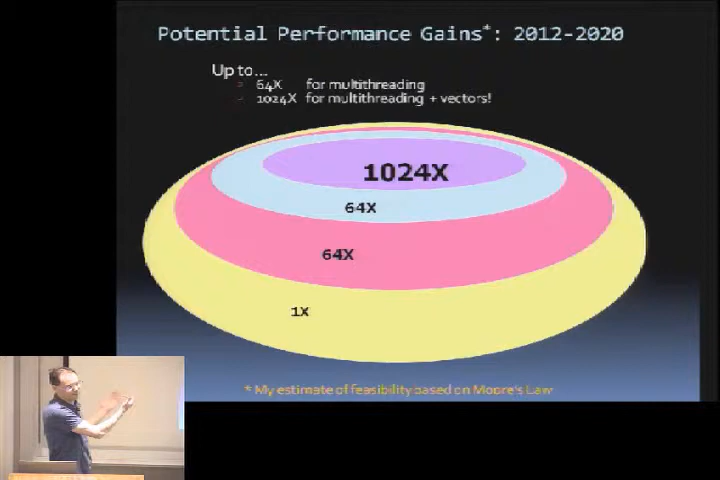 Potential Performance Gains*: 2012-2020
Up to...
64X for multithreading
1024X for multithreading + vectors!
1024X
64X
64X
1X
* My estimate of feasibility based on Moore's Law